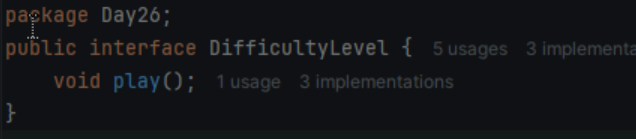 package Day26;
public interface DifficultyLevel { 5 usages 3 implementa
void play(); 1 usage 3 implementations
}